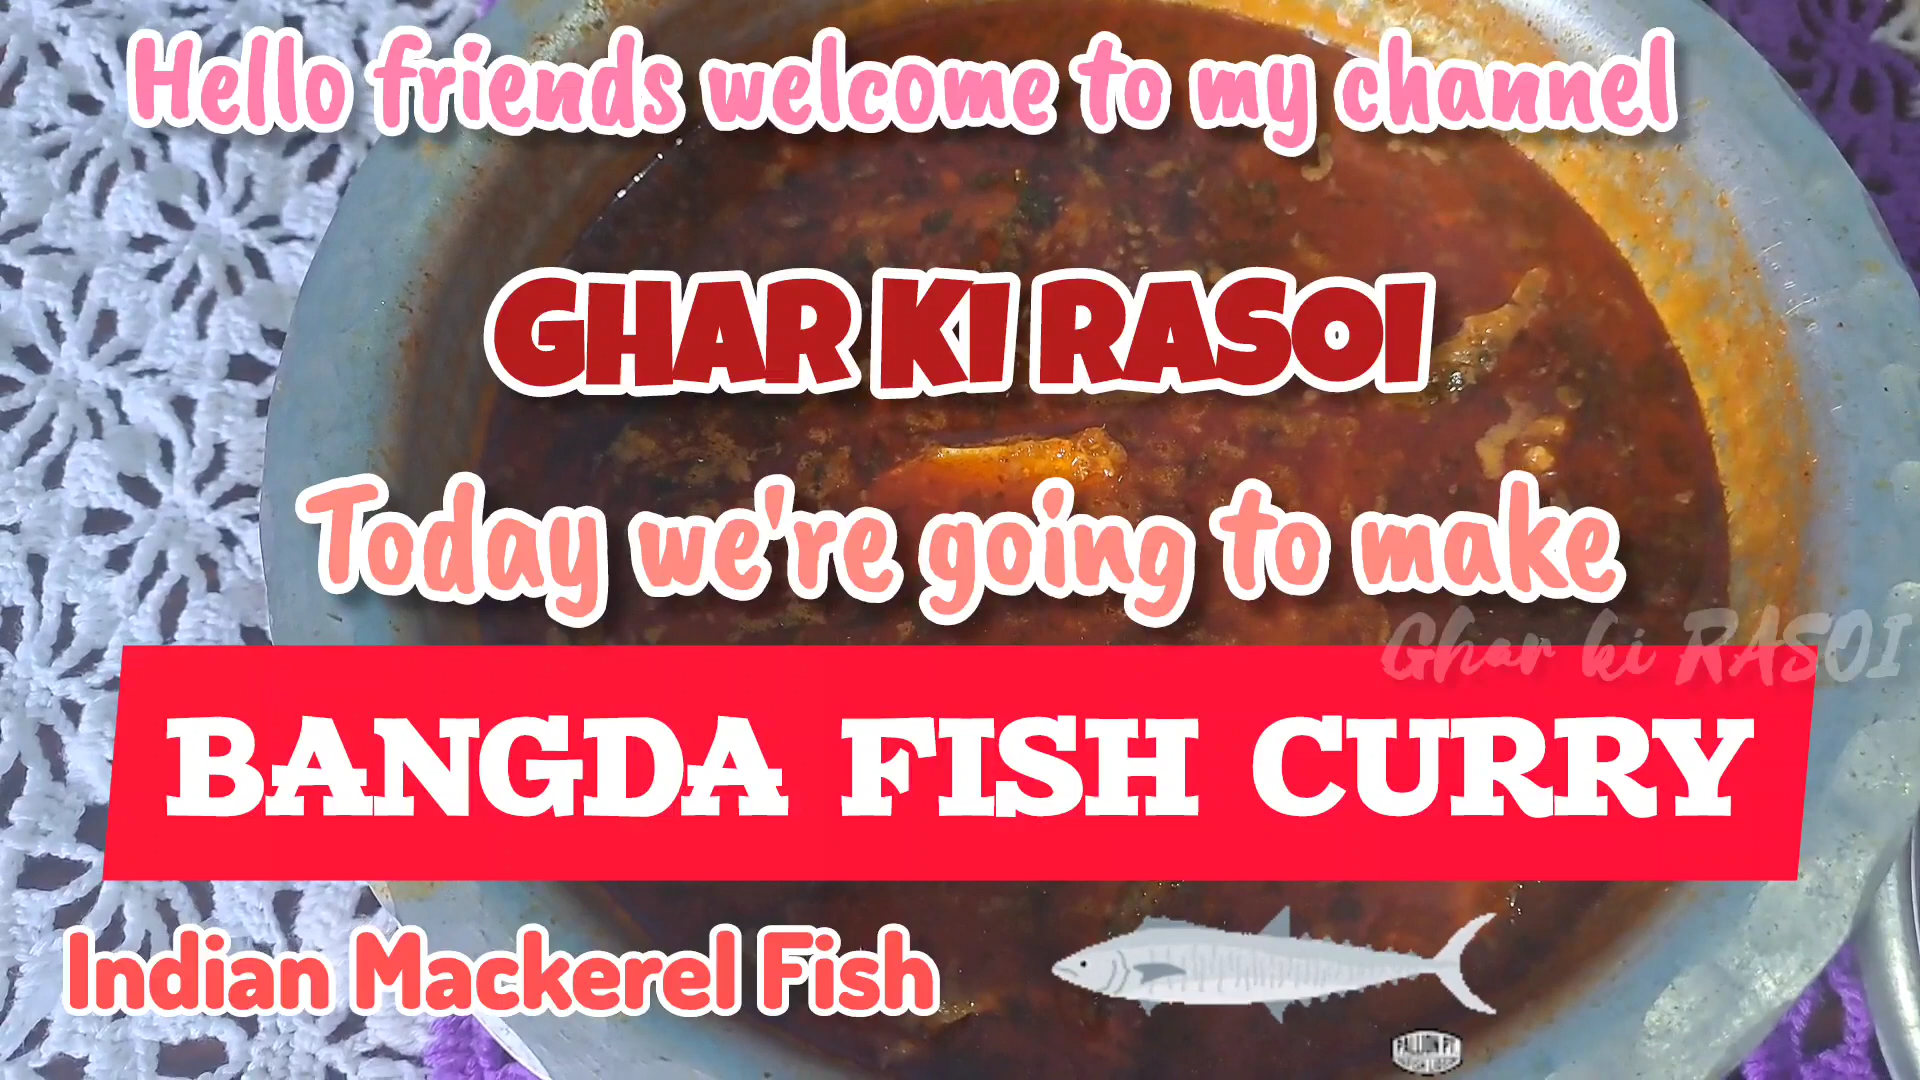 Hello friends welcome to my channel
GHAR KI RASOI
Today we're going to make
Ghar ki RASOI
BANGDA FISH CURRY
Indian Mackerel Fish